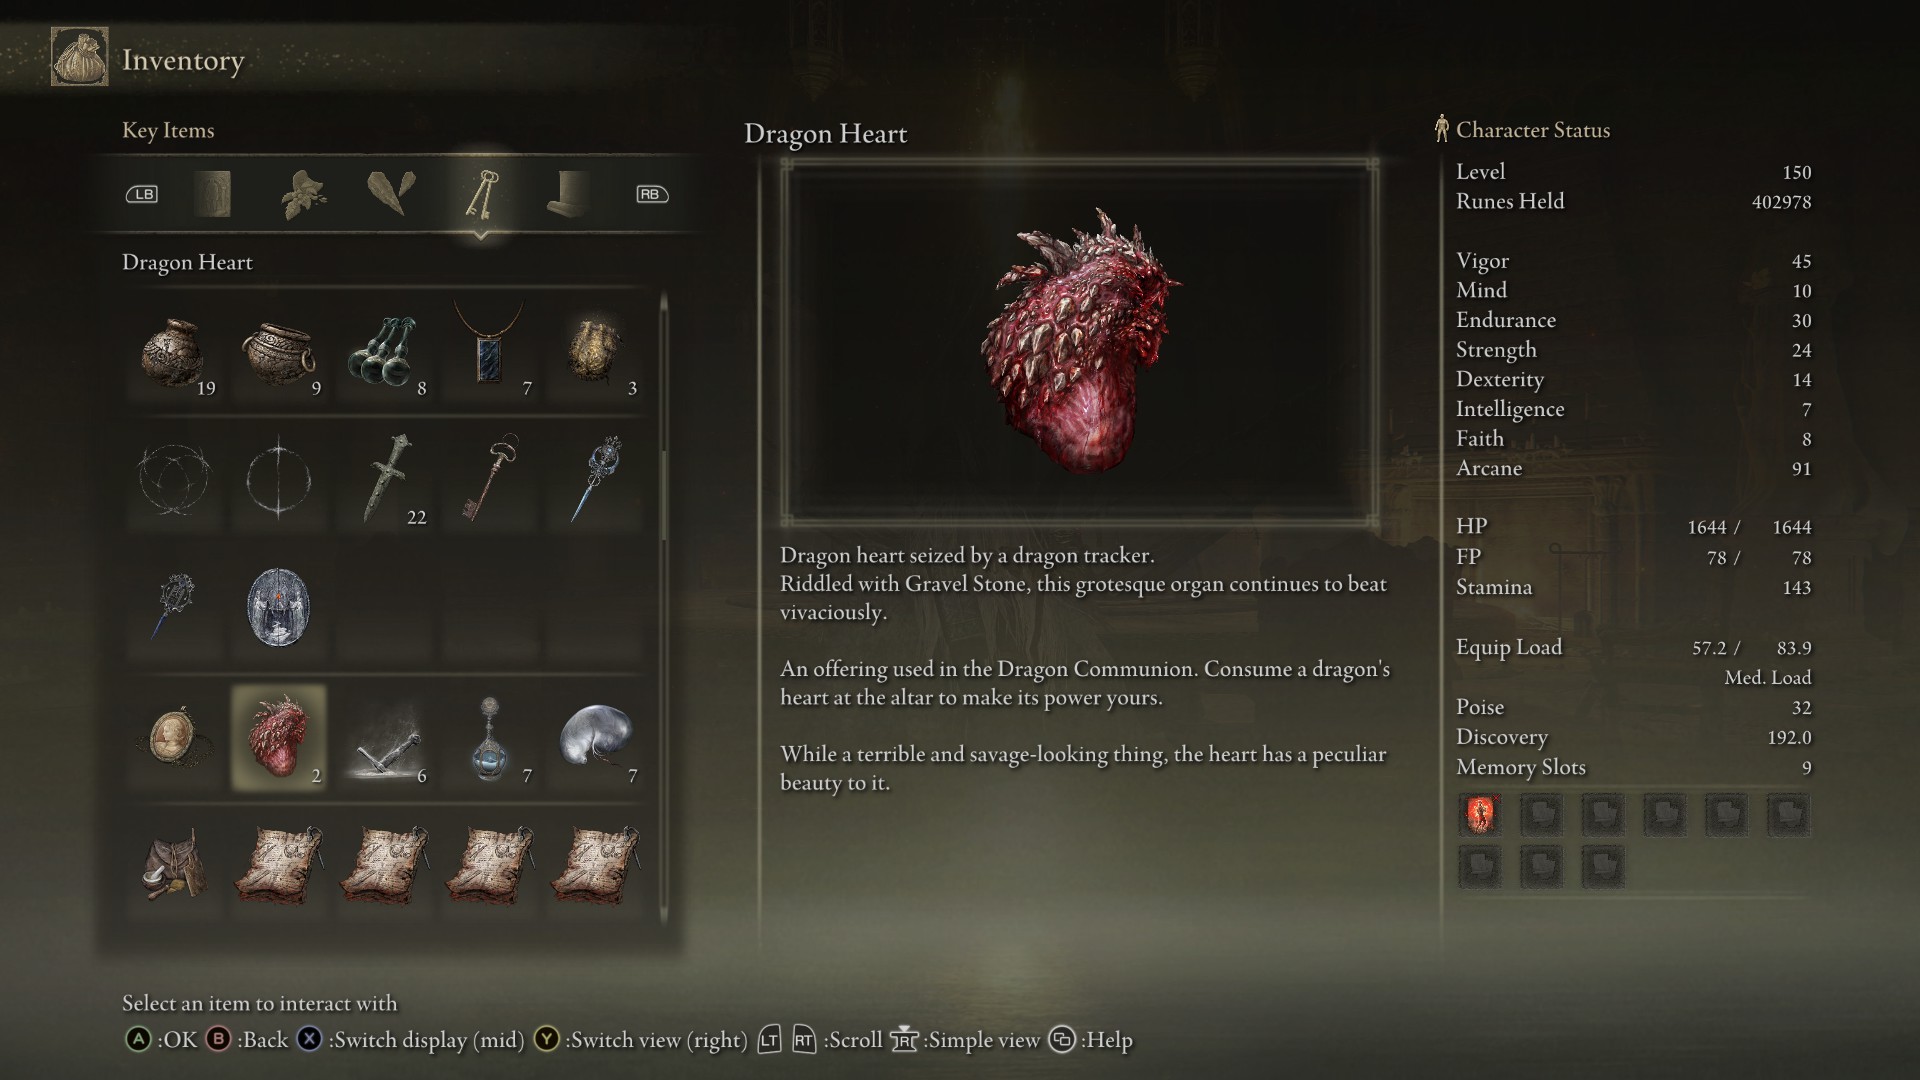 Inventory
Key Items
LB
RB
Dragon Heart
19
9
8
7
3
22
2
6
7
7
Dragon Heart
Dragon heart seized by a dragon tracker.
Riddled with Gravel Stone, this grotesque organ continues to beat
vivaciously.
An offering used in the Dragon Communion. Consume a dragon's
heart at the altar to make its power yours.
While a terrible and savage-looking thing, the heart has a peculiar
beauty to it.
Character Status
Level 150
Runes Held 402978
Vigor 45
Mind 10
Endurance 30
Strength 24
Dexterity 14
Intelligence 7
Faith 8
Arcane 91
HP 1644 / 1644
FP 78 / 78
Stamina 143
Equip Load 57.2 / 83.9
Med. Load
Poise 32
Discovery 192.0
Memory Slots 9
Select an item to interact with
A :OK B :Back X :Switch display (mid) Y :Switch view (right) LT RT :Scroll R :Simple view :Help